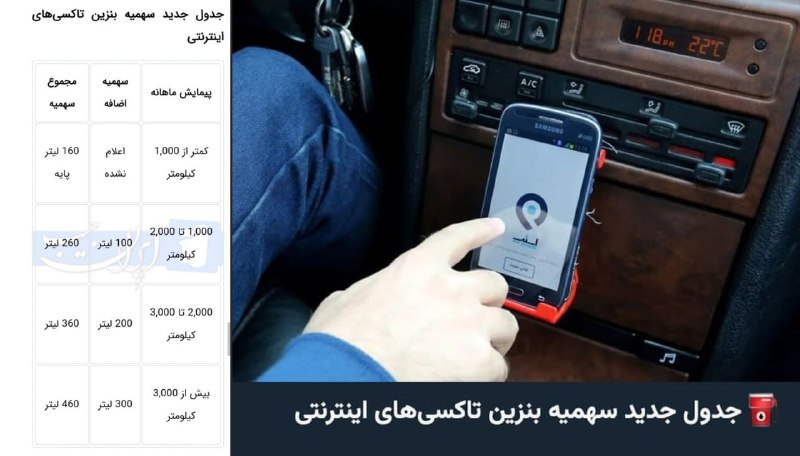 جدول جدید سهمیه بنزین تاکسی‌های
اینترنتی
پیمایش ماهانه
سهمیه اضافه
مجموع سهمیه
کمتر از 1,000 کیلومتر
اعلام نشده
160 لیتر پایه
1,000 تا 2,000 کیلومتر
100 لیتر
260 لیتر
2,000 تا 3,000 کیلومتر
200 لیتر
360 لیتر
بیش از 3,000 کیلومتر
300 لیتر
460 لیتر
118 PM 22°C
A/C
SAMSUNG
اسنپ
جدول جدید سهمیه بنزین تاکسی‌های اینترنتی